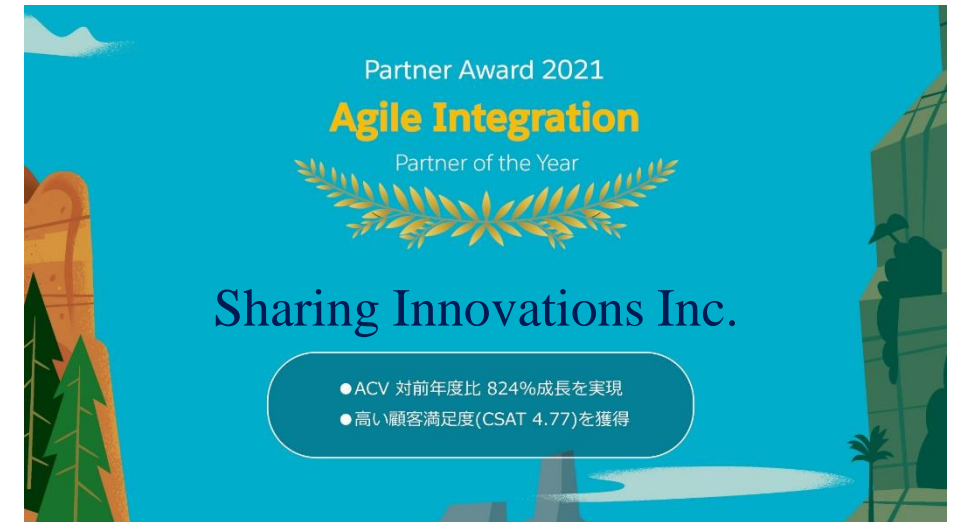 Partner Award 2021
Agile Integration
Partner of the Year
Sharing Innovations Inc.
●ACV 対前年度比 824%成長を実現
●高い顧客満足度(CSAT 4.77)を獲得